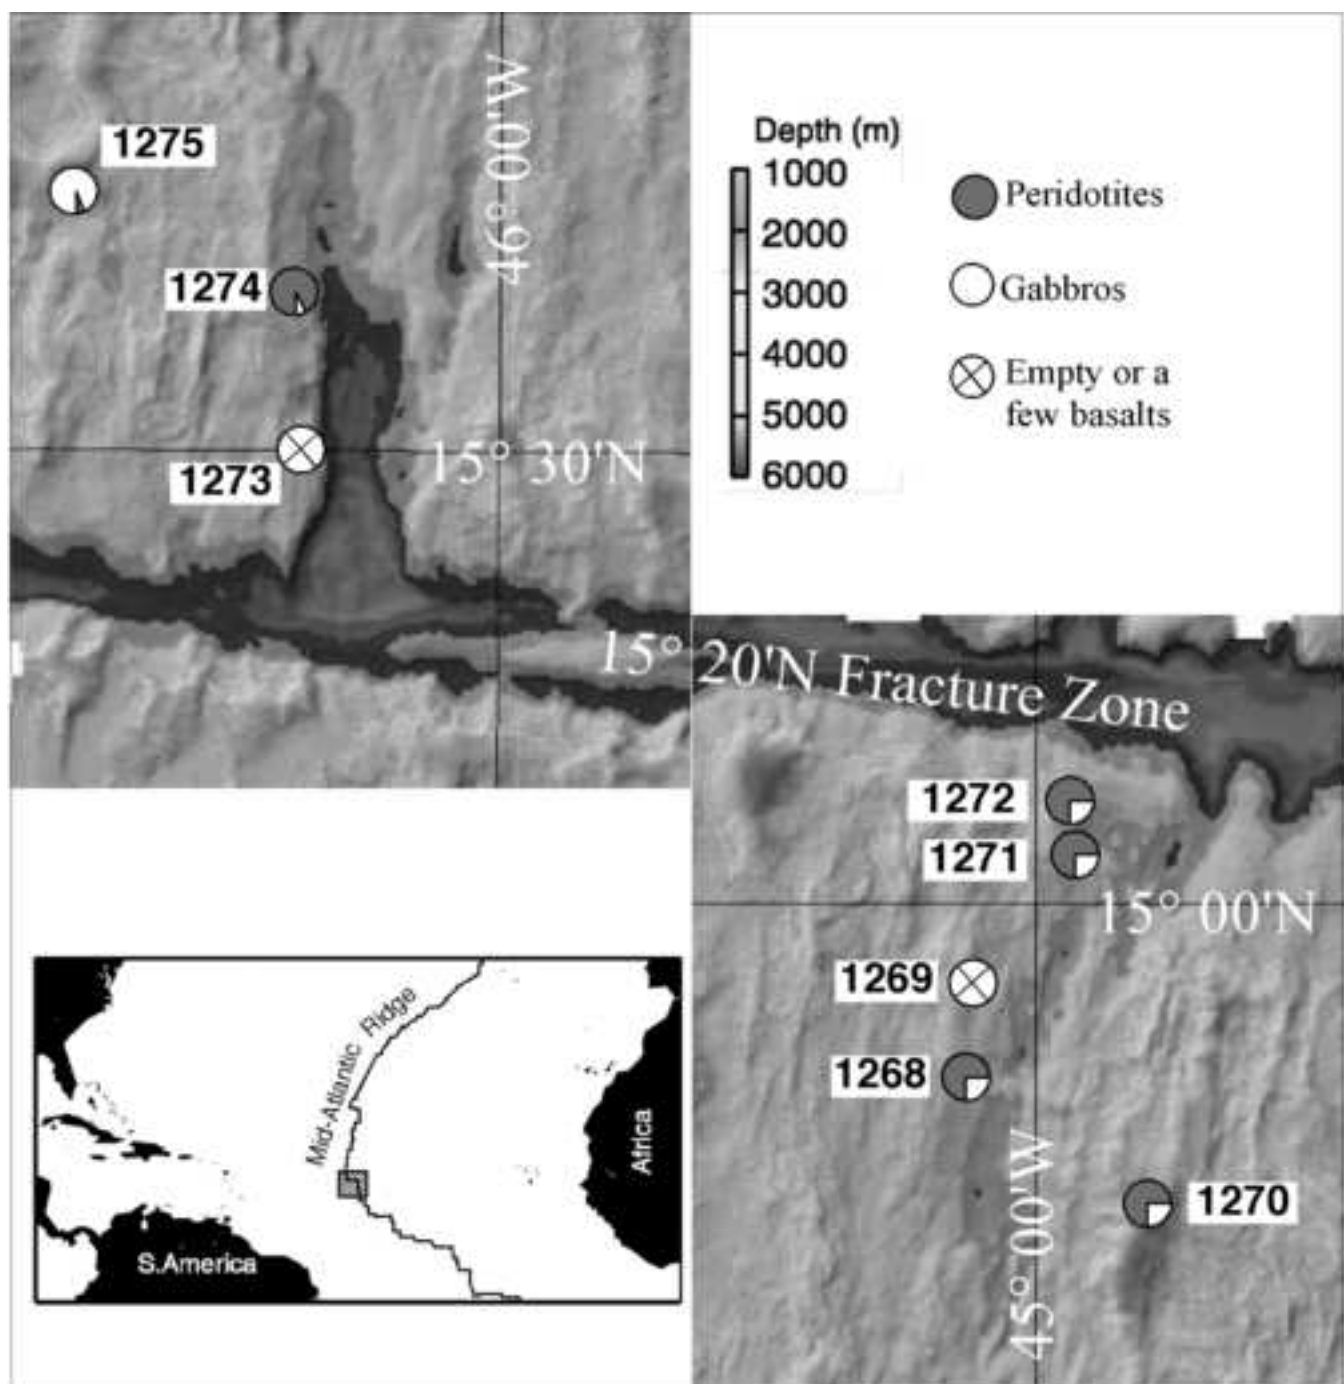 1275
46° 00'W
1274
15° 30'N
1273
Depth (m)
1000
2000
3000
4000
5000
6000
Peridotites
Gabbros
Empty or a
few basalts
15° 20'N Fracture Zone
1272
1271
15° 00'N
1269
1268
1270
45° 00'W
Mid-Atlantic Ridge
Africa
S.America